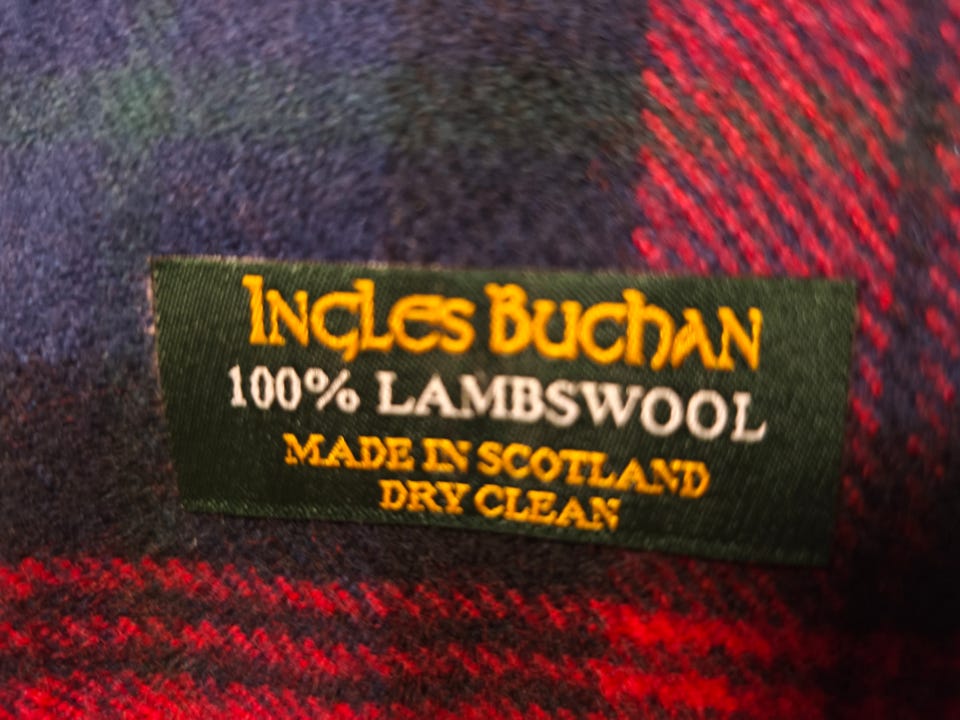 Ingles Buchan
100% LAMBSWOOL
MADE IN SCOTLAND
DRY CLEAN